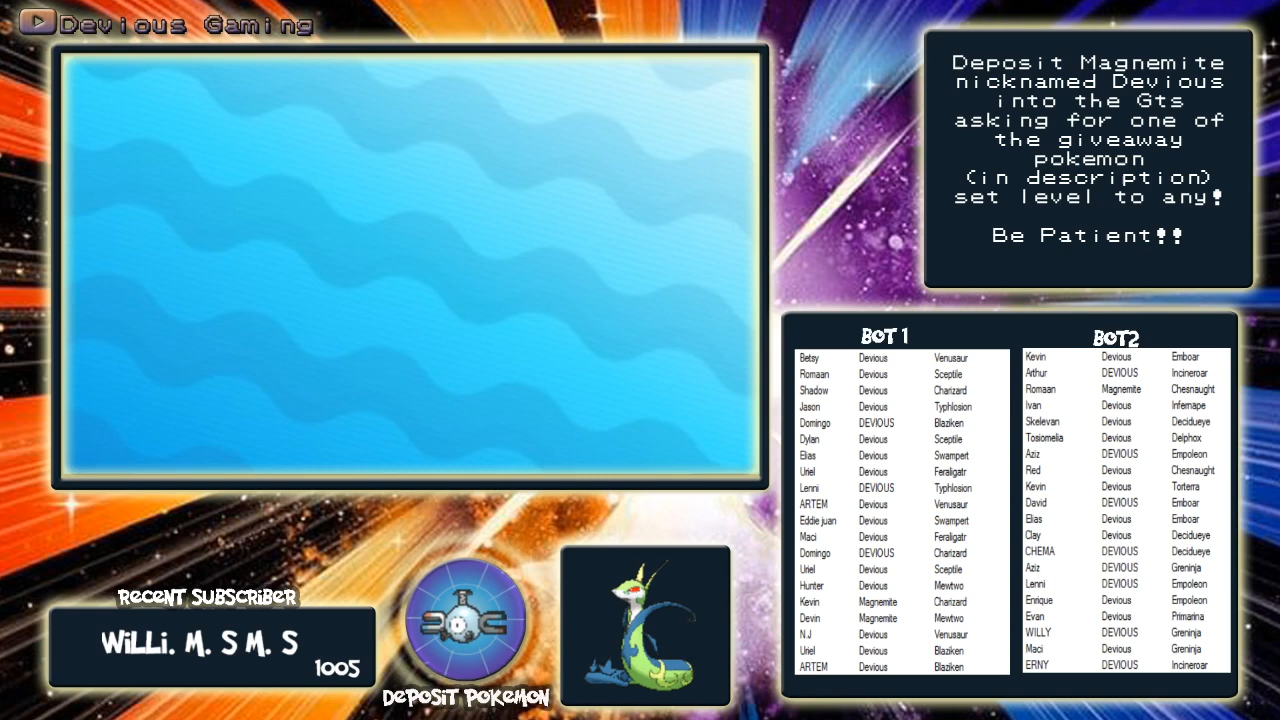 Devious Gaming
Deposit Magnemite
nicknamed Devious
into the Gts
asking for one of
the giveaway
pokemon
(in description)
set level to any!
Be Patient!!
BOT 1
Betsy Devious Venusaur
Romaan Devious Sceptile
Shadow Devious Charizard
Jason Devious Typhlosion
Domingo DEVIOUS Blaziken
Dylan Devious Sceptile
Elias Devious Swampert
Uriel Devious Feraligatr
Lenni DEVIOUS Typhlosion
ARTEM Devious Venusaur
Eddie juan Devious Swampert
Maci Devious Feraligatr
Domingo DEVIOUS Charizard
Uriel Devious Sceptile
Hunter Devious Mewtwo
Kevin Magnemite Charizard
Devin Magnemite Mewtwo
N.J Devious Venusaur
Uriel Devious Blaziken
ARTEM Devious Blaziken
BOT2
Kevin Devious Emboar
Arthur DEVIOUS Incineroar
Romaan Magnemite Chesnaught
Ivan Devious Infernape
Skelevan Devious Decidueye
Tosiomelia Devious Delphox
Aziz DEVIOUS Empoleon
Red Devious Chesnaught
Kevin Devious Torterra
David DEVIOUS Emboar
Elias Devious Emboar
Clay Devious Decidueye
CHEMA DEVIOUS Decidueye
Aziz DEVIOUS Greninja
Lenni DEVIOUS Empoleon
Enrique Devious Empoleon
Evan Devious Primarina
WILLY DEVIOUS Greninja
Maci Devious Greninja
ERNY DEVIOUS Incineroar
RECENT SUBSCRIBER
WILLI. M. S M. S
1005
DEPOSIT POKEMON